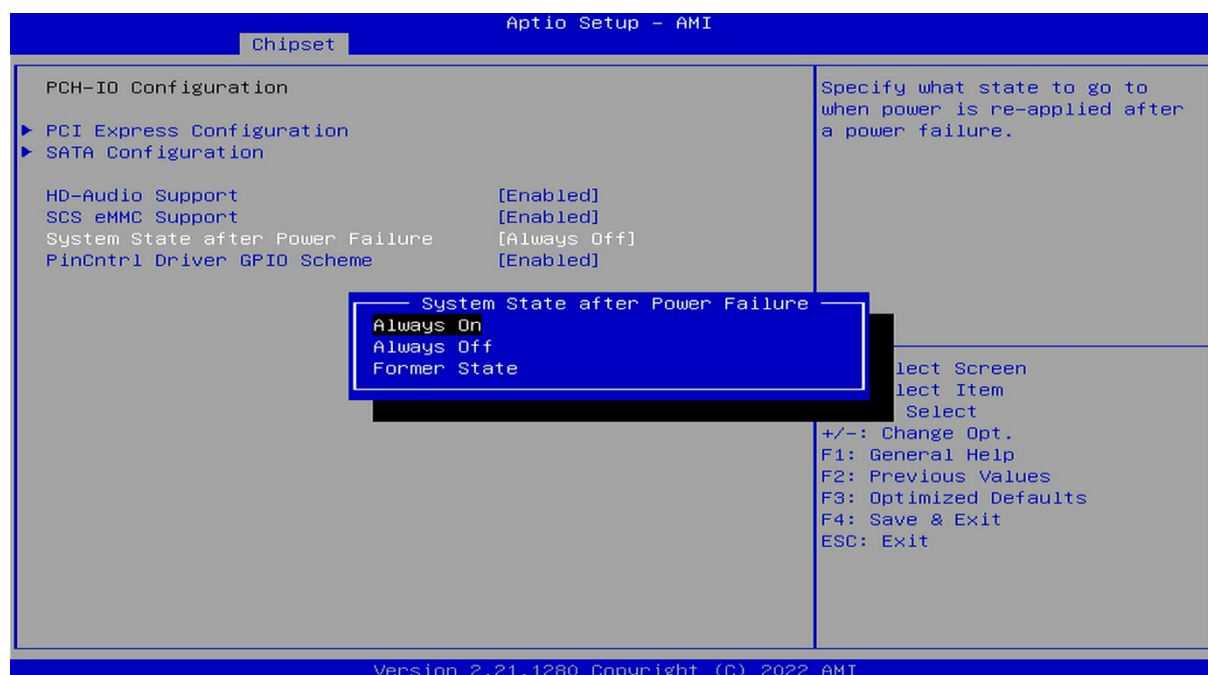 Aptio Setup – AMI
Chipset
PCH-IO Configuration
PCI Express Configuration
SATA Configuration
HD-Audio Support [Enabled]
SCS eMMC Support [Enabled]
System State after Power Failure [Always Off]
PinCntrl Driver GPIO Scheme [Enabled]
System State after Power Failure
Always On
Always Off
Former State
Specify what state to go to
when power is re-applied after
a power failure.
lect Screen
lect Item
Select
+/-: Change Opt.
F1: General Help
F2: Previous Values
F3: Optimized Defaults
F4: Save & Exit
ESC: Exit
Version 2.21.1280 Copyright (C) 2022 AMI